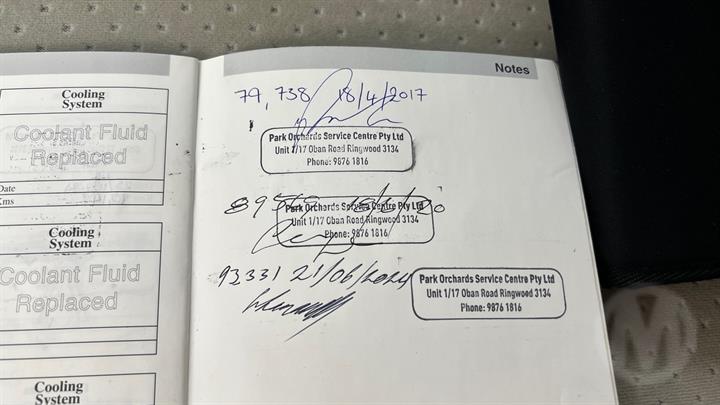 Cooling
System
Coolant Fluid
Replaced
Date
Kms
Cooling
System
Coolant Fluid
Replaced
Cooling
System
Notes
79,738 18/4/2017
Park Orchards Service Centre Pty Ltd
Unit 1/17 Oban Road Ringwood 3134
Phone: 9876 1816
Park Orchards Service Centre Pty Ltd
Unit 1/17 Oban Road Ringwood 3134
Phone: 9876 1816
93331 21/06/2024
Park Orchards Service Centre Pty Ltd
Unit 1/17 Oban Road Ringwood 3134
Phone: 9876 1816
M